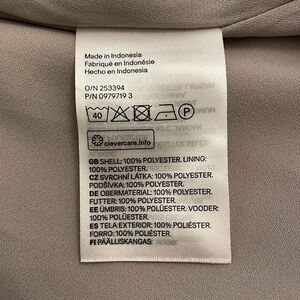 Made in Indonesia
Fabriqué en Indonésie
Hecho en Indonesia
O/N 253394
P/N 0979719 3
40 P
clevercare.info
GB SHELL: 100% POLYESTER. LINING:
100% POLYESTER.
CZ SVRCHNÍ LÁTKA: 100% POLYESTER.
PODŠÍVKA: 100% POLYESTER.
DE OBERMATERIAL: 100% POLYESTER.
FUTTER: 100% POLYESTER.
EE ÜMBRIS: 100% POLÜESTER. VOODER:
100% POLÜESTER.
ES TELA EXTERIOR: 100% POLIÉSTER.
FORRO: 100% POLIÉSTER.
FI PÄÄLLISKANGAS: